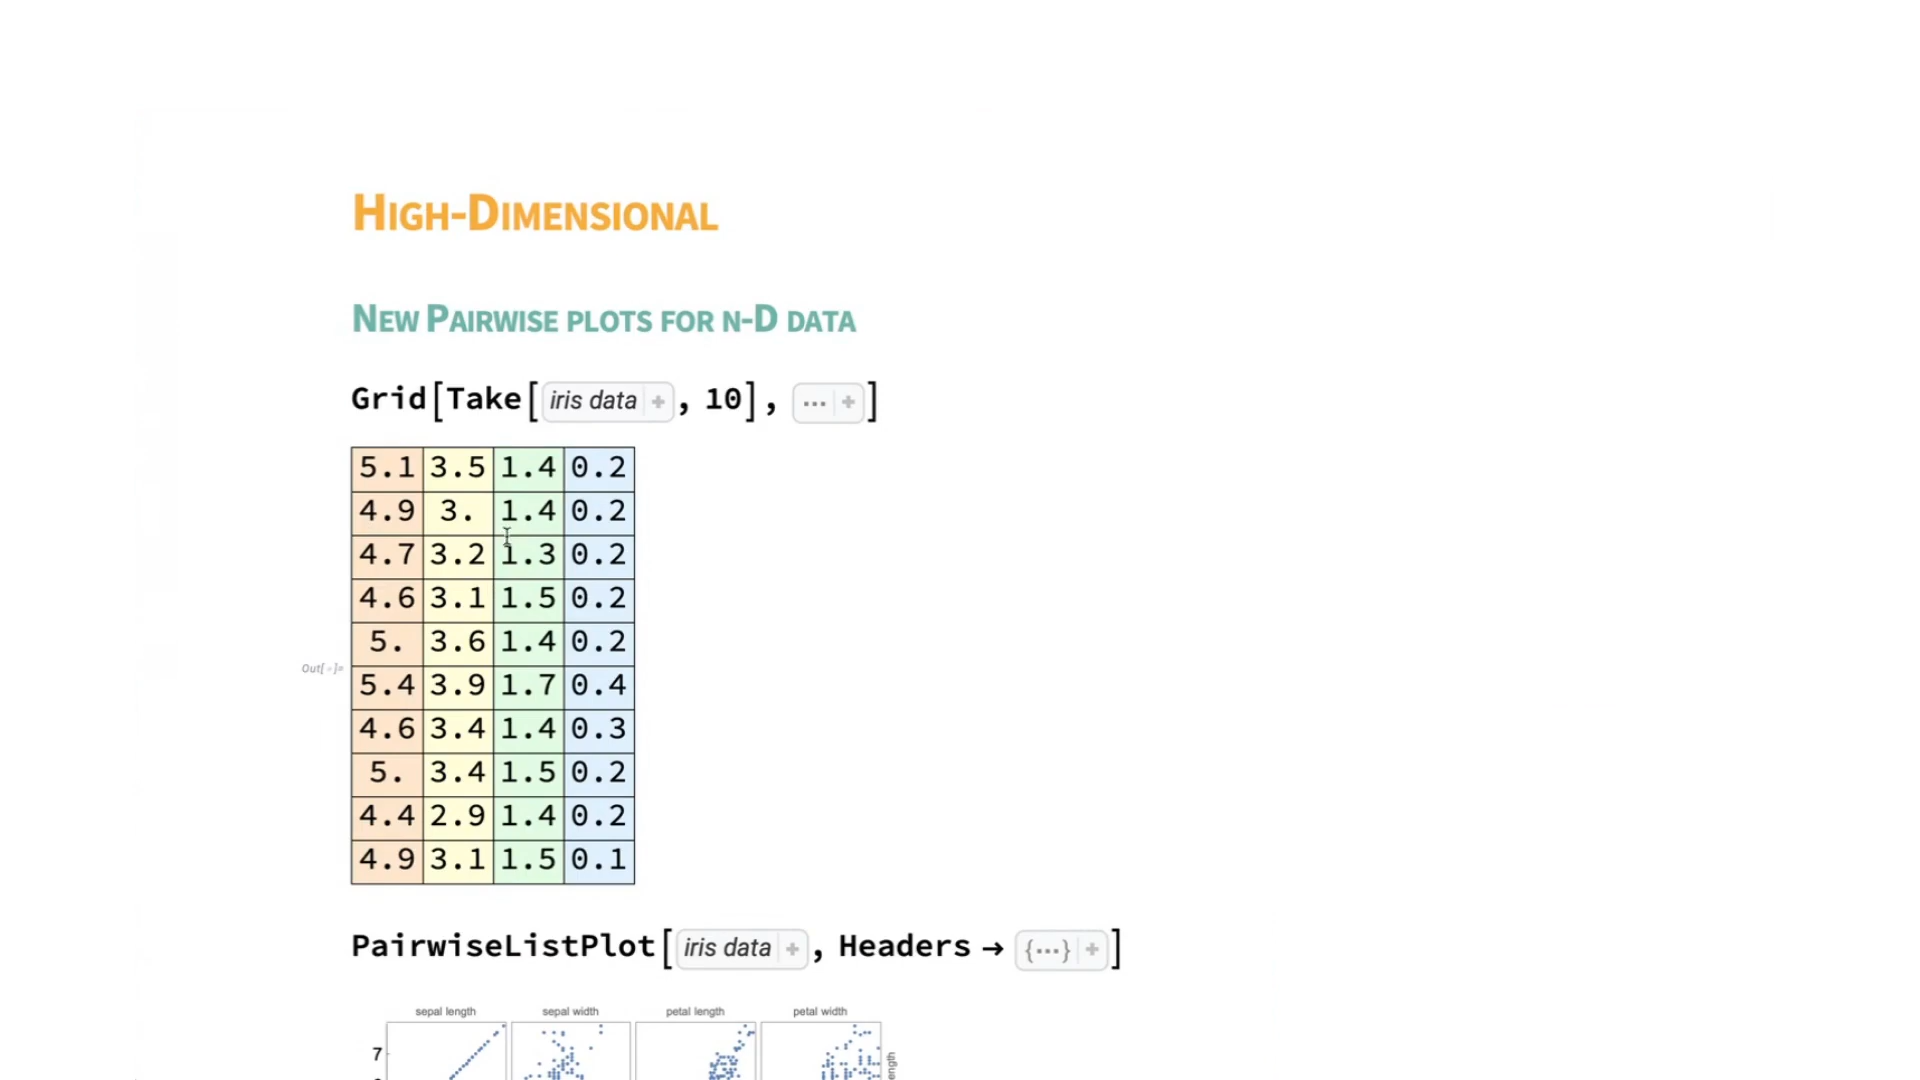 HIGH-DIMENSIONAL
NEW PAIRWISE PLOTS FOR N-D DATA
Grid[Take[iris data +, 10], ⋯ +]
5.1 3.5 1.4 0.2
4.9 3. 1.4 0.2
4.7 3.2 1.3 0.2
4.6 3.1 1.5 0.2
5. 3.6 1.4 0.2
Out[ ]=
5.4 3.9 1.7 0.4
4.6 3.4 1.4 0.3
5. 3.4 1.5 0.2
4.4 2.9 1.4 0.2
4.9 3.1 1.5 0.1
PairwiseListPlot[iris data +, Headers → {⋯} +]
sepal length sepal width petal length petal width
7